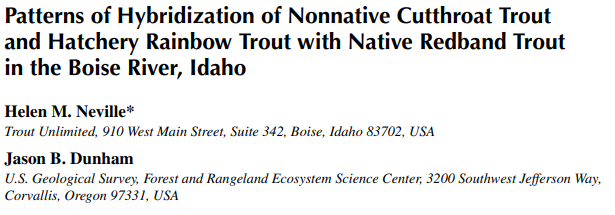 Patterns of Hybridization of Nonnative Cutthroat Trout
and Hatchery Rainbow Trout with Native Redband Trout
in the Boise River, Idaho
Helen M. Neville*
Trout Unlimited, 910 West Main Street, Suite 342, Boise, Idaho 83702, USA
Jason B. Dunham
U.S. Geological Survey, Forest and Rangeland Ecosystem Science Center, 3200 Southwest Jefferson Way,
Corvallis, Oregon 97331, USA